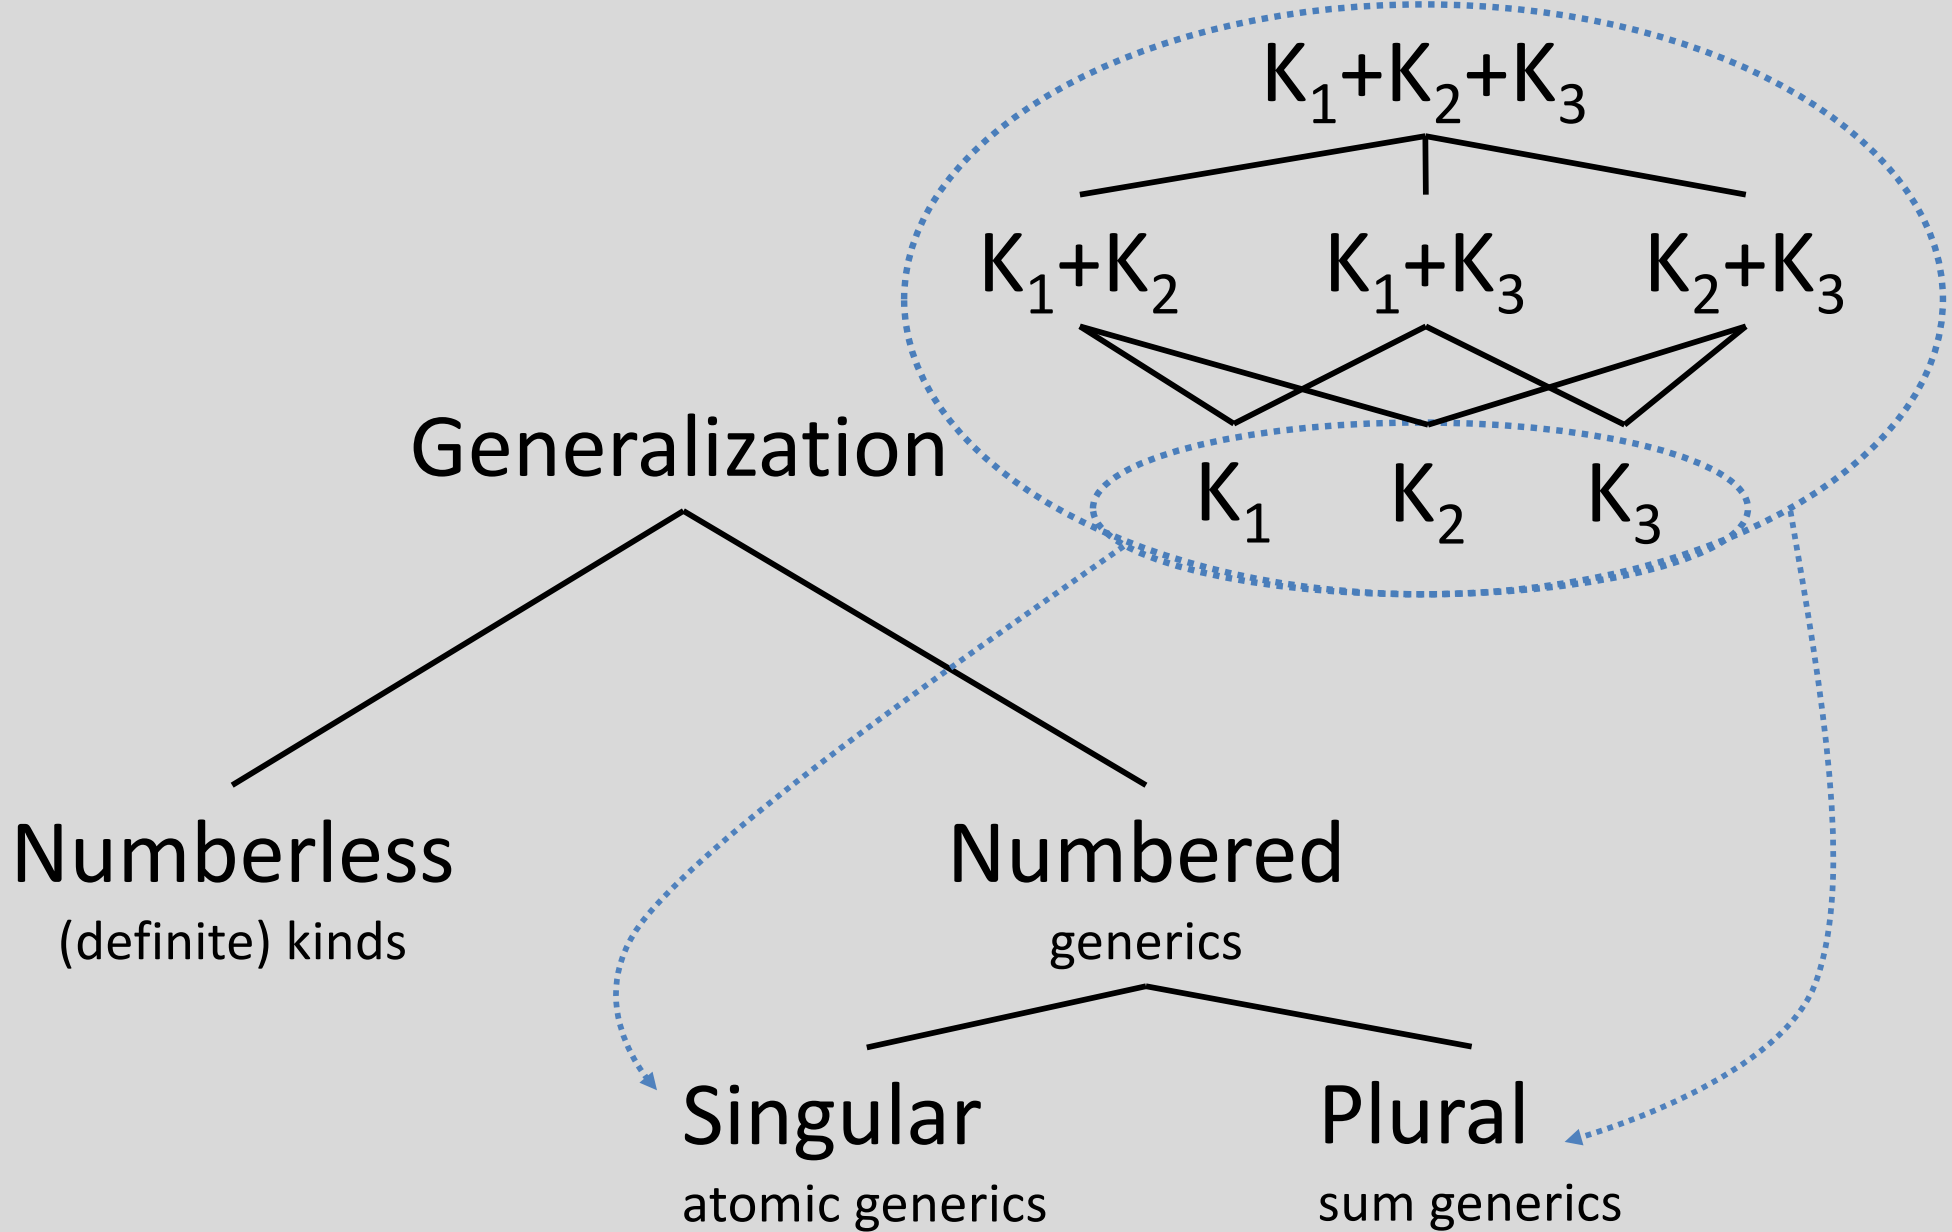 K₁+K₂+K₃
K₁+K₂ K₁+K₃ K₂+K₃
K₁ K₂ K₃
Generalization
Numberless Numbered
(definite) kinds generics
Singular Plural
atomic generics sum generics